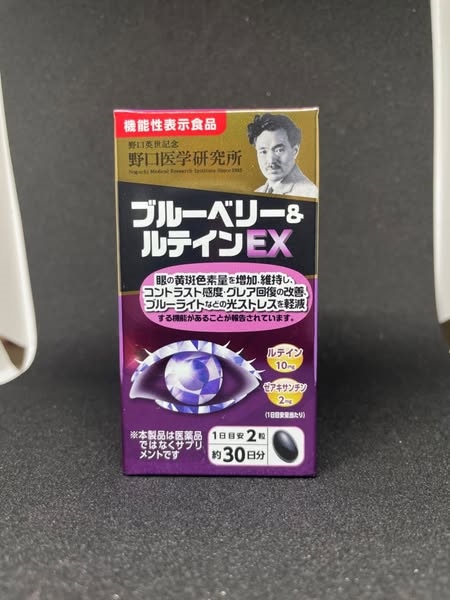 機能性表示食品
野口英世記念
野口医学研究所
Noguchi Medical Research Institute Since 1983
ブルーベリー&
ルテインEX
眼の黄斑色素量を増加、維持し、
コントラスト感度・グレア回復の改善、
ブルーライトなどの光ストレスを軽減
する機能があることが報告されています。
ルテイン
10mg
ゼアキサンチン
2mg
(1日目安量当たり)
※本製品は医薬品
ではなくサプリ
メントです
1日目安2粒
約30日分